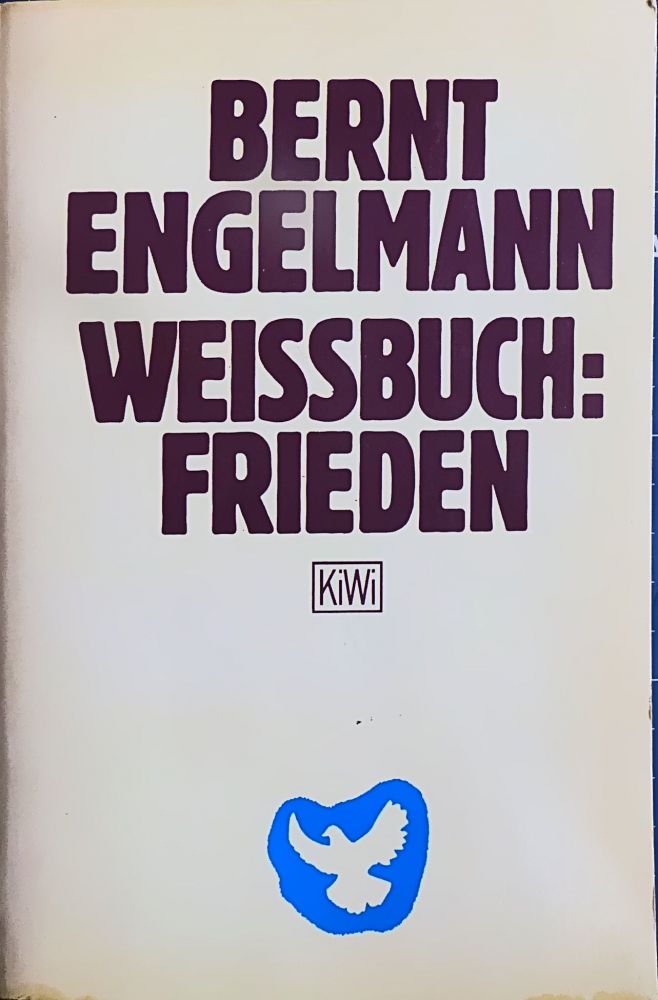 BERNT
ENGELMANN
WEISSBUCH:
FRIEDEN
KiWi